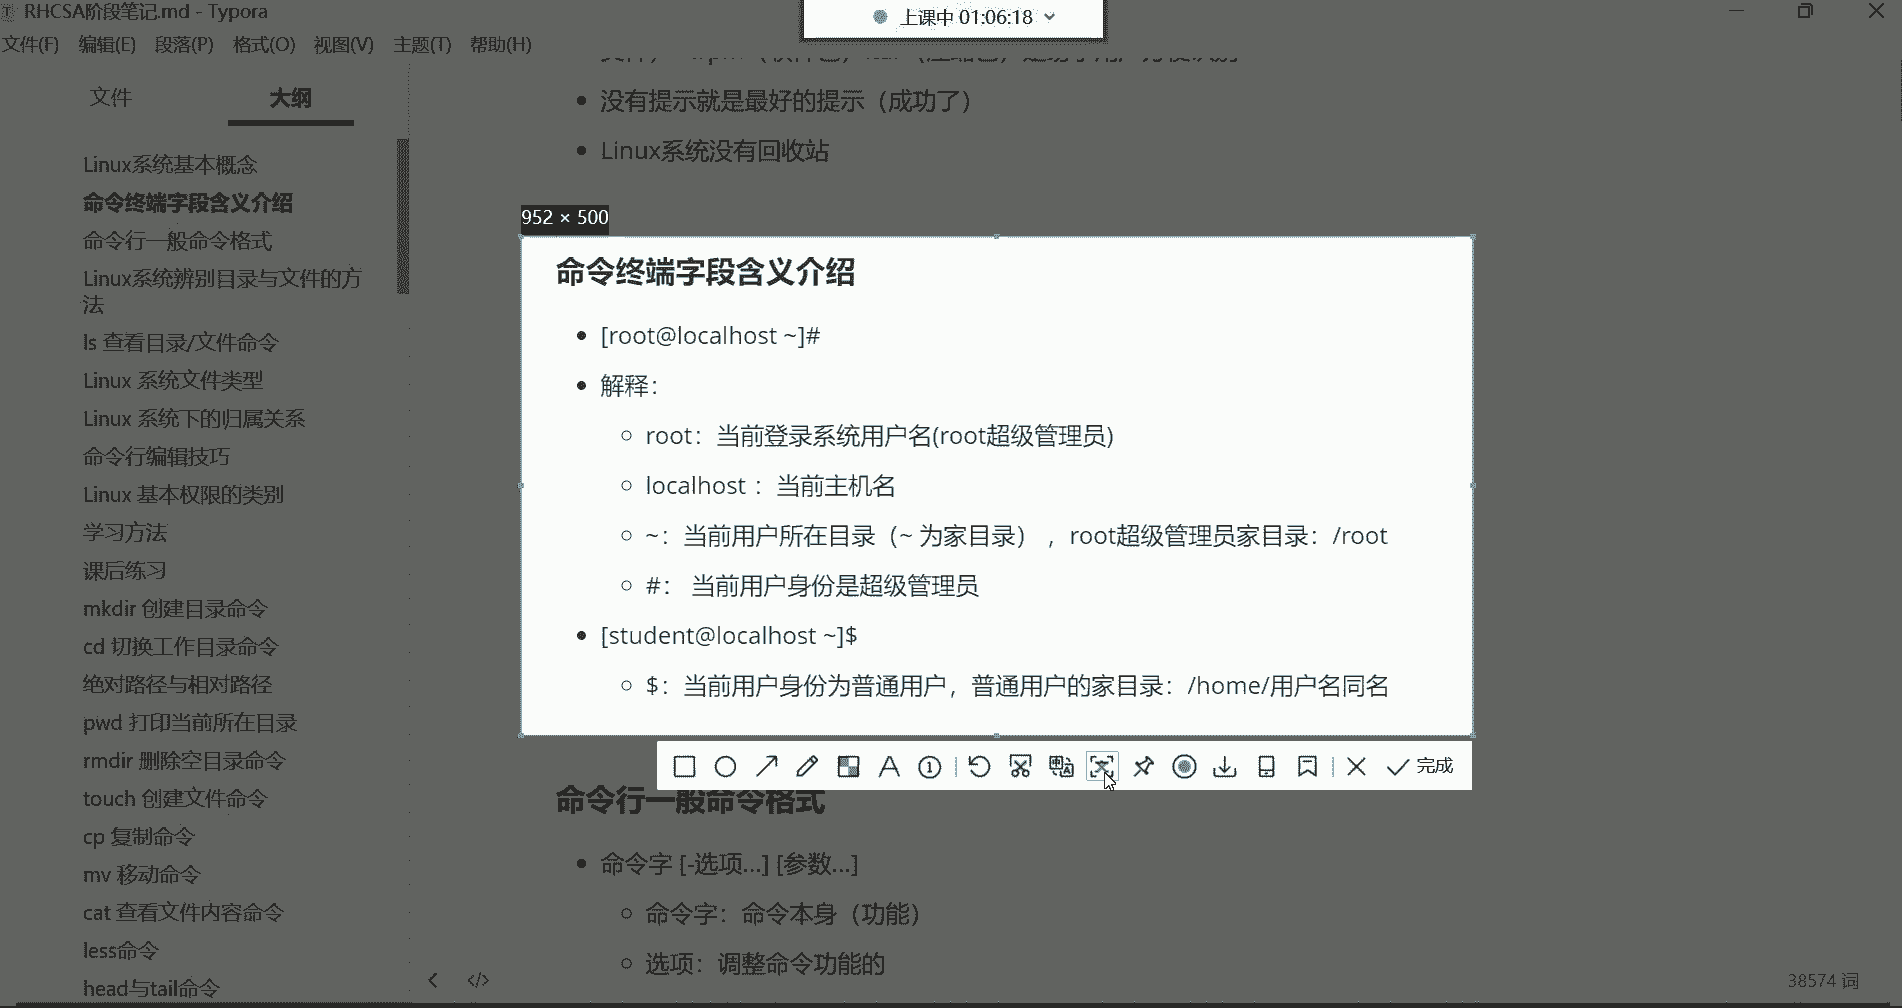 RHCSA阶段笔记.md - Typora
上课中 01:06:18
文件(F) 编辑(E) 段落(P) 格式(O) 视图(V) 主题(T) 帮助(H)
文件
大纲
Linux系统基本概念
命令终端字段含义介绍
命令行一般命令格式
Linux系统辨别目录与文件的方
法
ls 查看目录/文件命令
Linux 系统文件类型
Linux 系统下的归属关系
命令行编辑技巧
Linux 基本权限的类别
学习方法
课后练习
mkdir 创建目录命令
cd 切换工作目录命令
绝对路径与相对路径
pwd 打印当前所在目录
rmdir 删除空目录命令
touch 创建文件命令
cp 复制命令
mv 移动命令
cat 查看文件内容命令
less命令
head与tail命令
没有提示就是最好的提示（成功了）
Linux系统没有回收站
952 × 500
命令终端字段含义介绍
[root@localhost ~]#
解释：
root：当前登录系统用户名(root超级管理员)
localhost ：当前主机名
~：当前用户所在目录（~ 为家目录） ，root超级管理员家目录：/root
#： 当前用户身份是超级管理员
[student@localhost ~]$
$：当前用户身份为普通用户，普通用户的家目录：/home/用户名同名
完成
命令行一般命令格式
命令字 [-选项...] [参数...]
命令字：命令本身（功能）
选项：调整命令功能的
38574 词